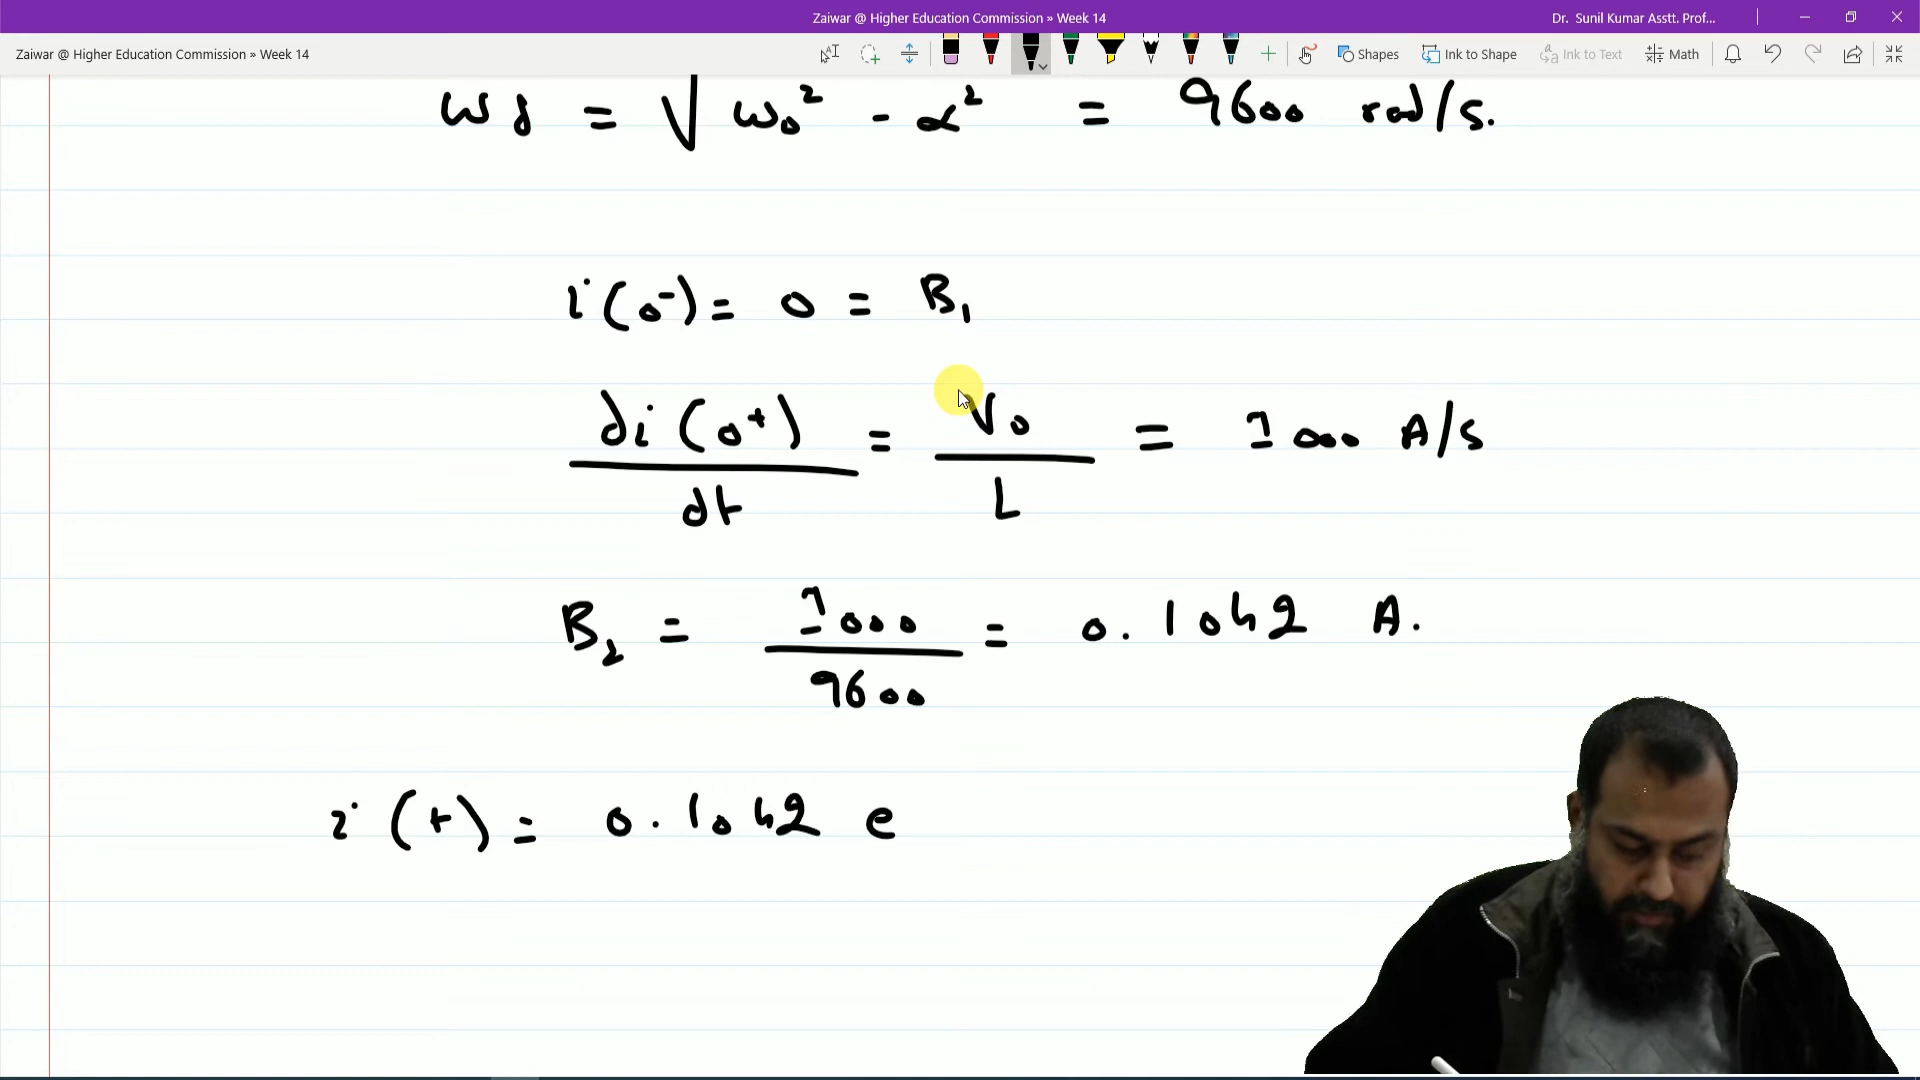 Zaiwar @ Higher Education Commission » Week 14
Dr. Sunil Kumar Asstt. Prof...
Zaiwar @ Higher Education Commission » Week 14
Shapes
Ink to Shape
Ink to Text
Math
ωd = √ω₀² - α² = 9600 rad/s.
i(0⁻) = 0 = B₁
di(0⁺)/dt = V₀/L = 1000 A/s
B₂ = 1000/9600 = 0.1042 A.
i(t) = 0.1042 e